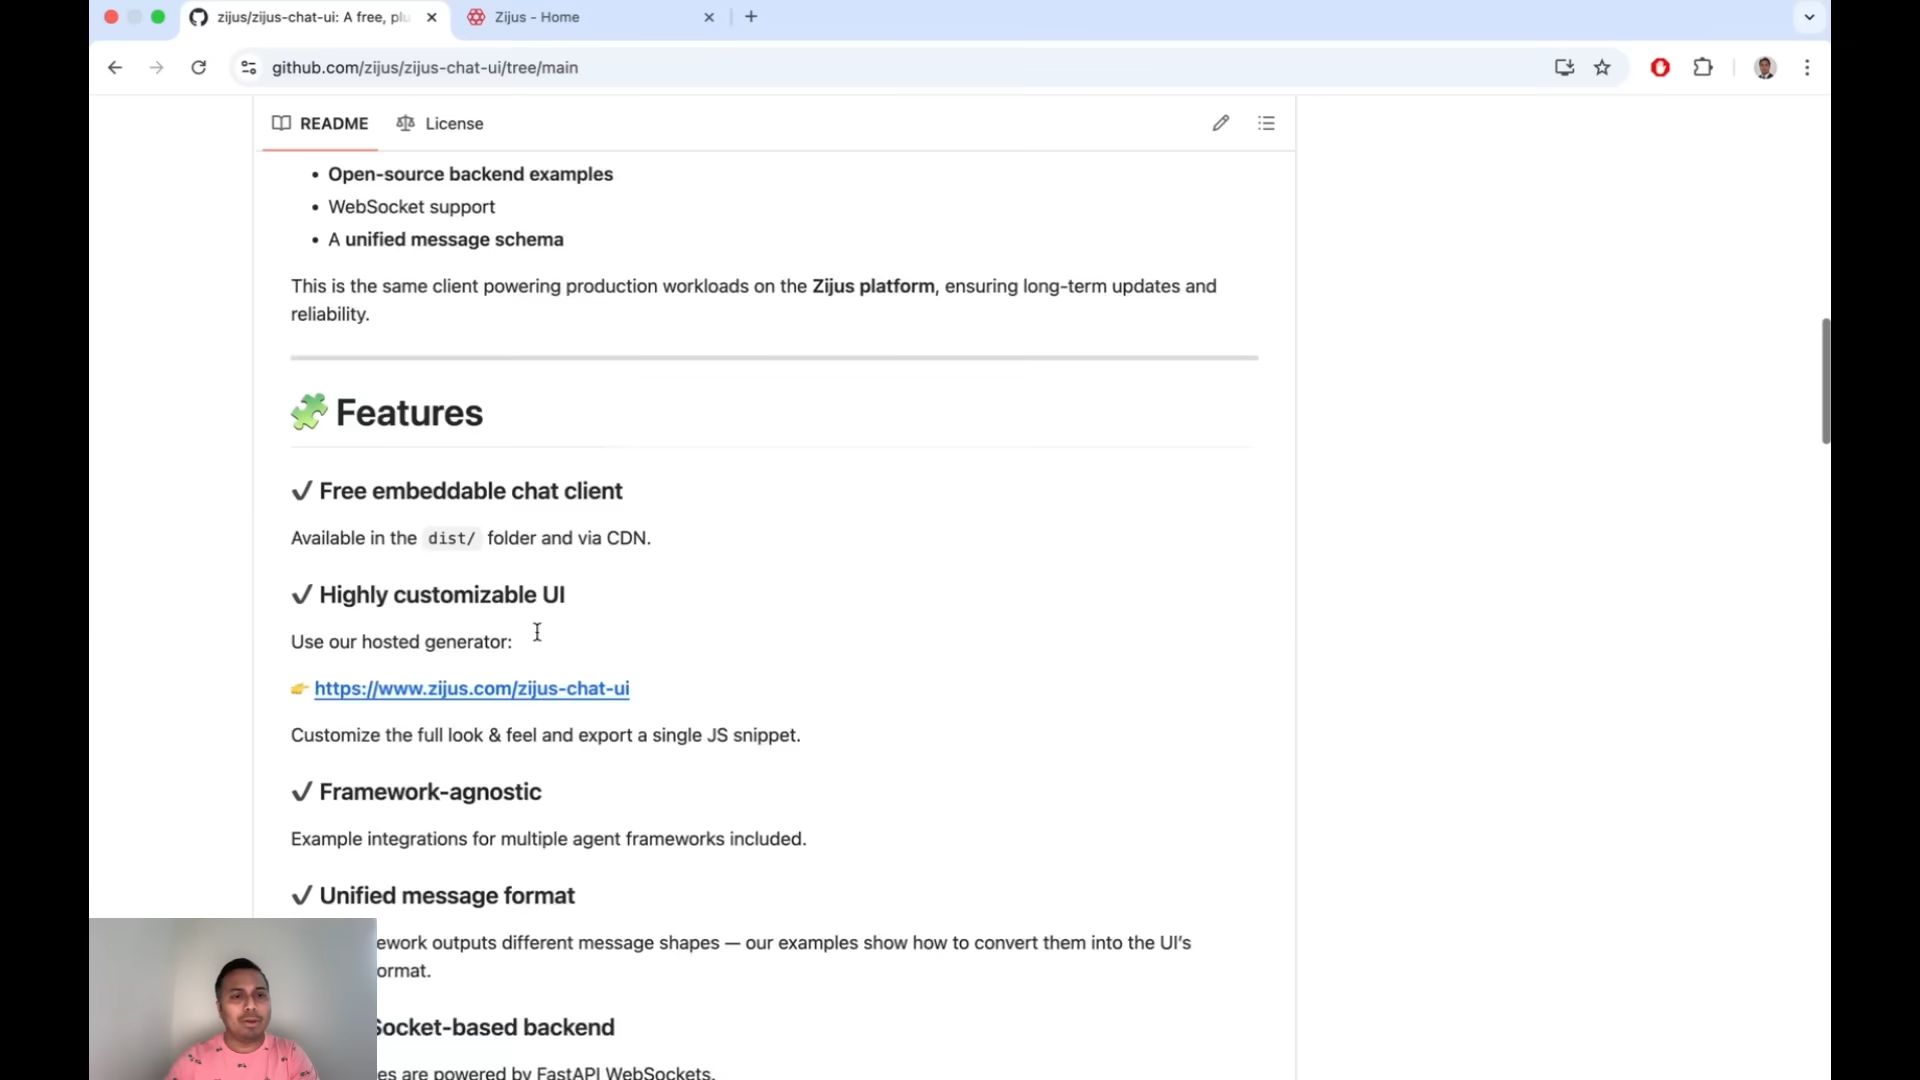 zijus/zijus-chat-ui: A free, plu
Zijus - Home
github.com/zijus/zijus-chat-ui/tree/main
README
License
• Open-source backend examples
• WebSocket support
• A unified message schema
This is the same client powering production workloads on the Zijus platform, ensuring long-term updates and
reliability.
🧩 Features
✔ Free embeddable chat client
Available in the dist/ folder and via CDN.
✔ Highly customizable UI
Use our hosted generator:
👉 https://www.zijus.com/zijus-chat-ui
Customize the full look & feel and export a single JS snippet.
✔ Framework-agnostic
Example integrations for multiple agent frameworks included.
✔ Unified message format
ework outputs different message shapes — our examples show how to convert them into the UI's
ormat.
Socket-based backend
es are powered by FastAPI WebSockets.